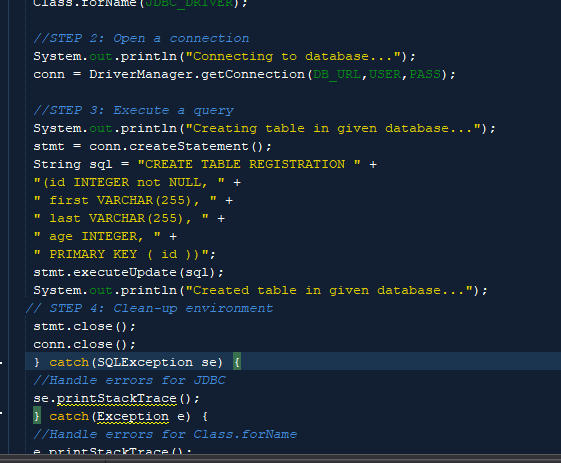 Class.forName(JDBC_DRIVER);
//STEP 2: Open a connection
System.out.println("Connecting to database...");
conn = DriverManager.getConnection(DB_URL,USER,PASS);
//STEP 3: Execute a query
System.out.println("Creating table in given database...");
stmt = conn.createStatement();
String sql = "CREATE TABLE REGISTRATION " +
"(id INTEGER not NULL, " +
" first VARCHAR(255), " +
" last VARCHAR(255), " +
" age INTEGER, " +
" PRIMARY KEY ( id ))";
stmt.executeUpdate(sql);
System.out.println("Created table in given database...");
// STEP 4: Clean-up environment
stmt.close();
conn.close();
} catch(SQLException se) {
//Handle errors for JDBC
se.printStackTrace();
} catch(Exception e) {
//Handle errors for Class.forName
e.printStackTrace();